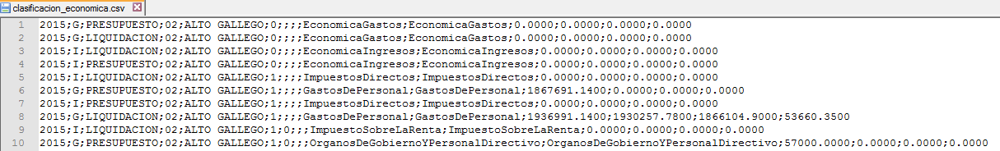 clasificacion_economica.csv
1 2015;G;PRESUPUESTO;02;ALTO GALLEGO;0;;;;EconomicaGastos;EconomicaGastos;0.0000;0.0000;0.0000;0.0000
2 2015;G;LIQUIDACION;02;ALTO GALLEGO;0;;;;EconomicaGastos;EconomicaGastos;0.0000;0.0000;0.0000;0.0000
3 2015;I;LIQUIDACION;02;ALTO GALLEGO;0;;;;EconomicaIngresos;EconomicaIngresos;0.0000;0.0000;0.0000;0.0000
4 2015;I;PRESUPUESTO;02;ALTO GALLEGO;0;;;;EconomicaIngresos;EconomicaIngresos;0.0000;0.0000;0.0000;0.0000
5 2015;I;LIQUIDACION;02;ALTO GALLEGO;1;;;;ImpuestosDirectos;ImpuestosDirectos;0.0000;0.0000;0.0000;0.0000
6 2015;G;PRESUPUESTO;02;ALTO GALLEGO;1;;;;GastosDePersonal;GastosDePersonal;1867691.1400;0.0000;0.0000;0.0000
7 2015;I;PRESUPUESTO;02;ALTO GALLEGO;1;;;;ImpuestosDirectos;ImpuestosDirectos;0.0000;0.0000;0.0000;0.0000
8 2015;G;LIQUIDACION;02;ALTO GALLEGO;1;;;;GastosDePersonal;GastosDePersonal;1936991.1400;1930257.7800;1866104.9000;53660.3500
9 2015;I;LIQUIDACION;02;ALTO GALLEGO;1;0;;;ImpuestoSobreLaRenta;ImpuestoSobreLaRenta;0.0000;0.0000;0.0000;0.0000
10 2015;G;PRESUPUESTO;02;ALTO GALLEGO;1;0;;;OrganosDeGobiernoYPersonalDirectivo;OrganosDeGobiernoYPersonalDirectivo;57000.0000;0.0000;0.0000;0.0000